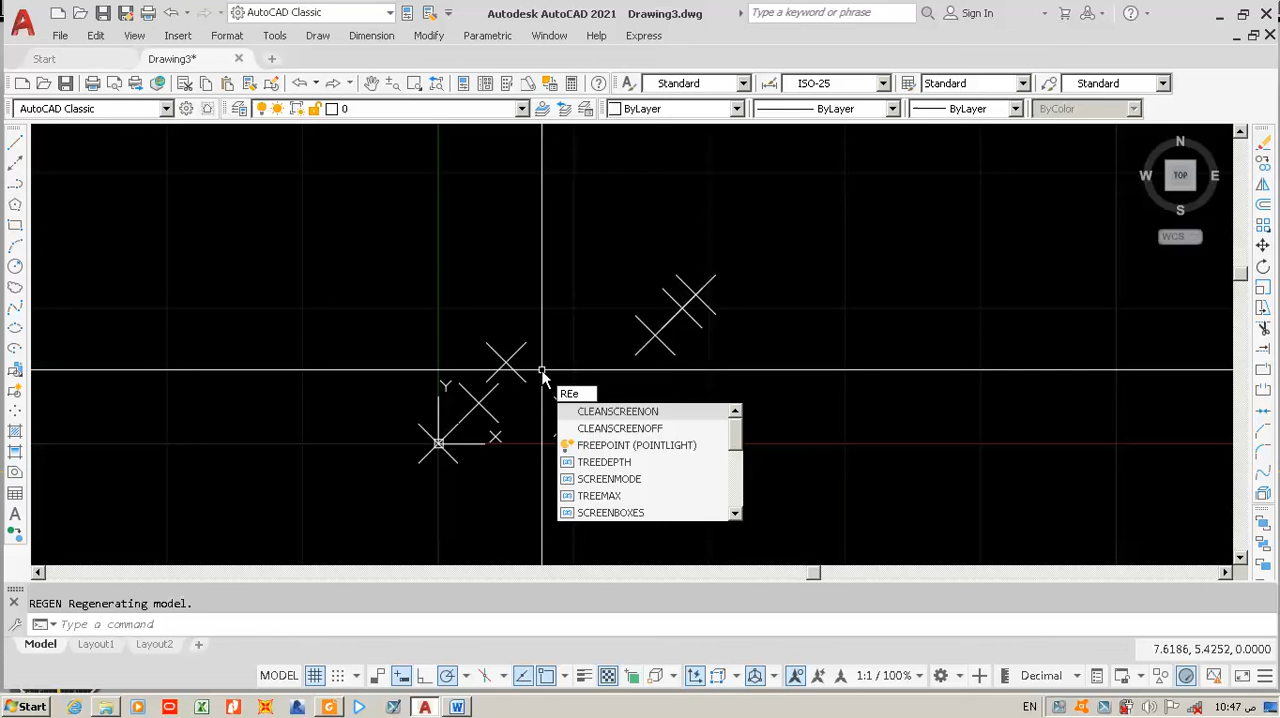 AutoCAD Classic
Autodesk AutoCAD 2021 Drawing3.dwg
Type a keyword or phrase
Sign In
File Edit View Insert Format Tools Draw Dimension Modify Parametric Window Help Express
Start
Drawing3*
Standard
ISO-25
Standard
Standard
AutoCAD Classic
0
ByLayer
ByLayer
ByLayer
ByColor
N
W
TOP
E
S
WCS
Y
X
REe
CLEANSCREENON
CLEANSCREENOFF
FREEPOINT (POINTLIGHT)
TREEDEPTH
SCREENMODE
TREEMAX
SCREENBOXES
REGEN Regenerating model.
Type a command
Model Layout1 Layout2
7.6186, 5.4252, 0.0000
MODEL
1:1 / 100%
Decimal
Start
EN
10:47 ص